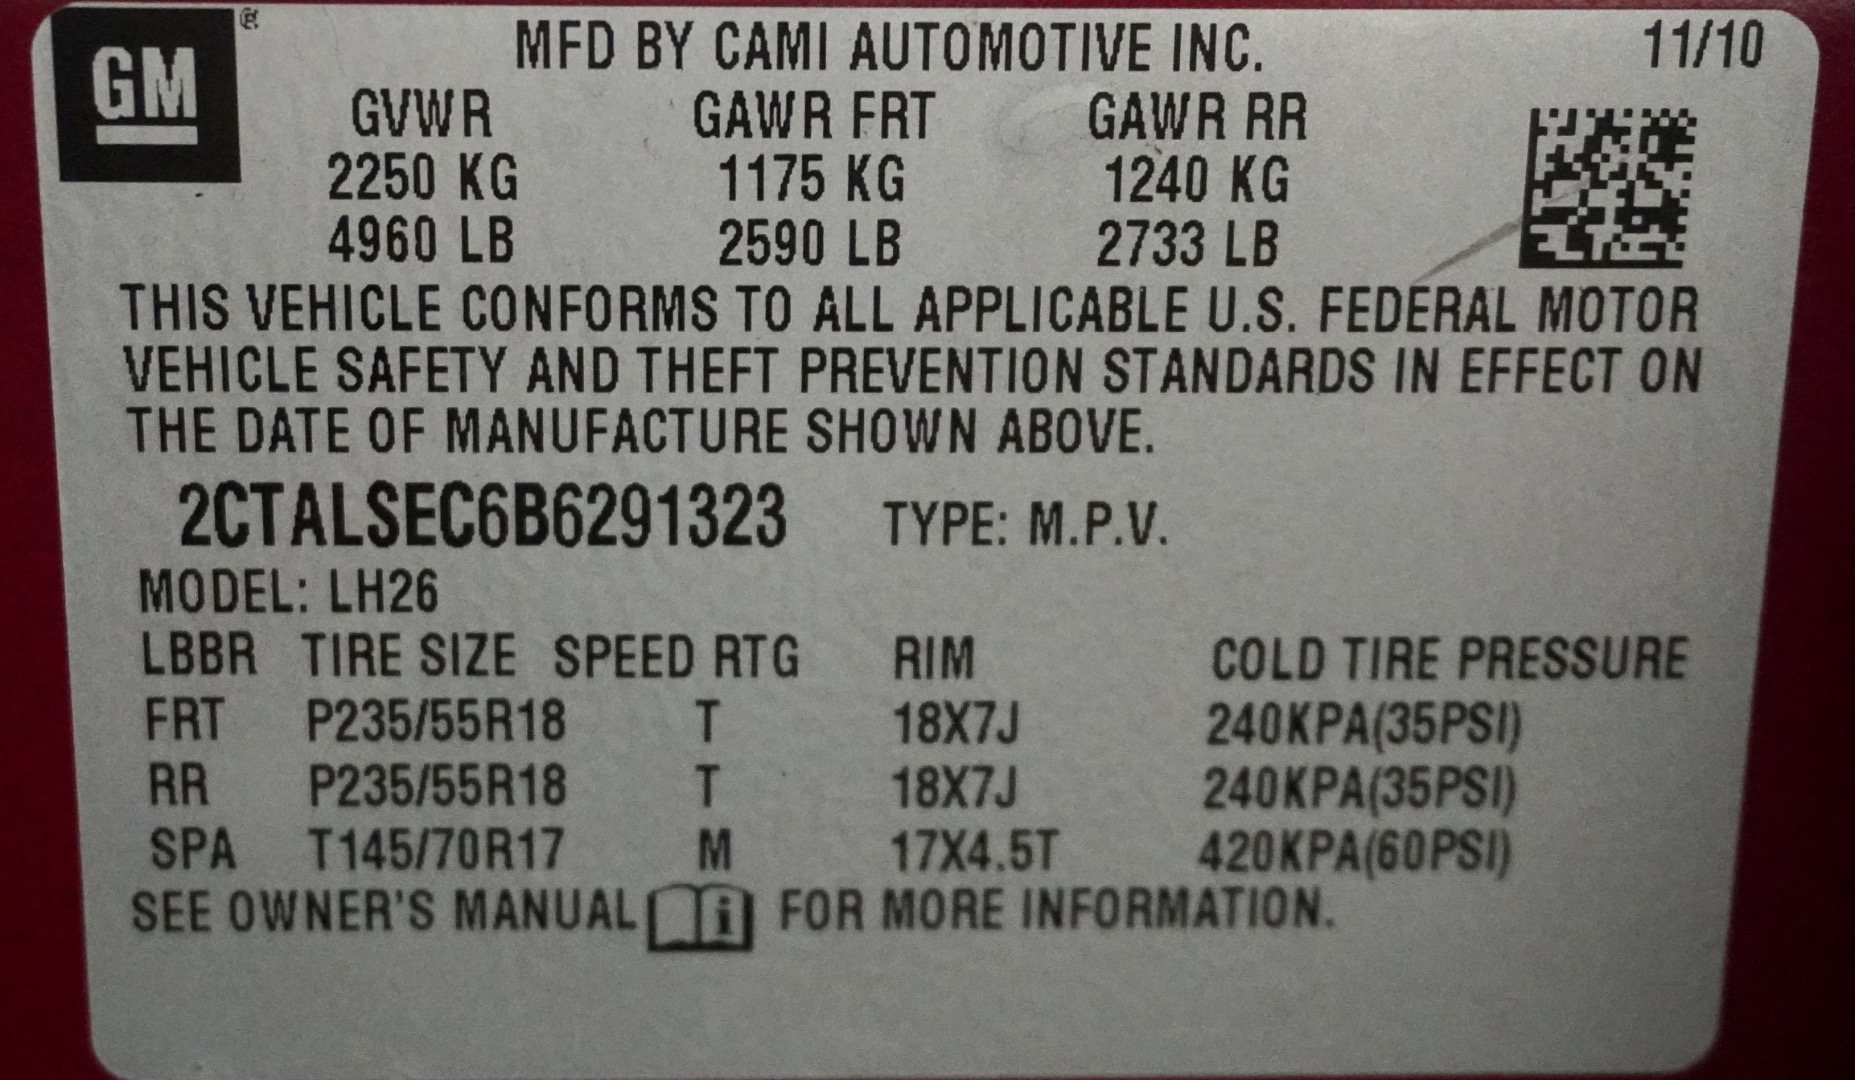 GM ® MFD BY CAMI AUTOMOTIVE INC. 11/10
GVWR GAWR FRT GAWR RR
2250 KG 1175 KG 1240 KG
4960 LB 2590 LB 2733 LB
THIS VEHICLE CONFORMS TO ALL APPLICABLE U.S. FEDERAL MOTOR
VEHICLE SAFETY AND THEFT PREVENTION STANDARDS IN EFFECT ON
THE DATE OF MANUFACTURE SHOWN ABOVE.
2CTALSEC6B6291323 TYPE: M.P.V.
MODEL: LH26
LBBR TIRE SIZE SPEED RTG RIM COLD TIRE PRESSURE
FRT P235/55R18 T 18X7J 240KPA(35PSI)
RR P235/55R18 T 18X7J 240KPA(35PSI)
SPA T145/70R17 M 17X4.5T 420KPA(60PSI)
SEE OWNER'S MANUAL i FOR MORE INFORMATION.